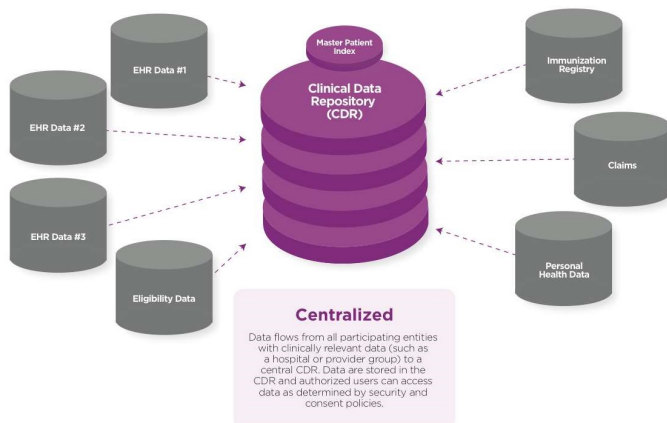 Master Patient
Index
Clinical Data
Repository
(CDR)
EHR Data #1
EHR Data #2
EHR Data #3
Eligibility Data
Immunization
Registry
Claims
Personal
Health Data
Centralized
Data flows from all participating entities
with clinically relevant data (such as
a hospital or provider group) to a
central CDR. Data are stored in the
CDR and authorized users can access
data as determined by security and
consent policies.